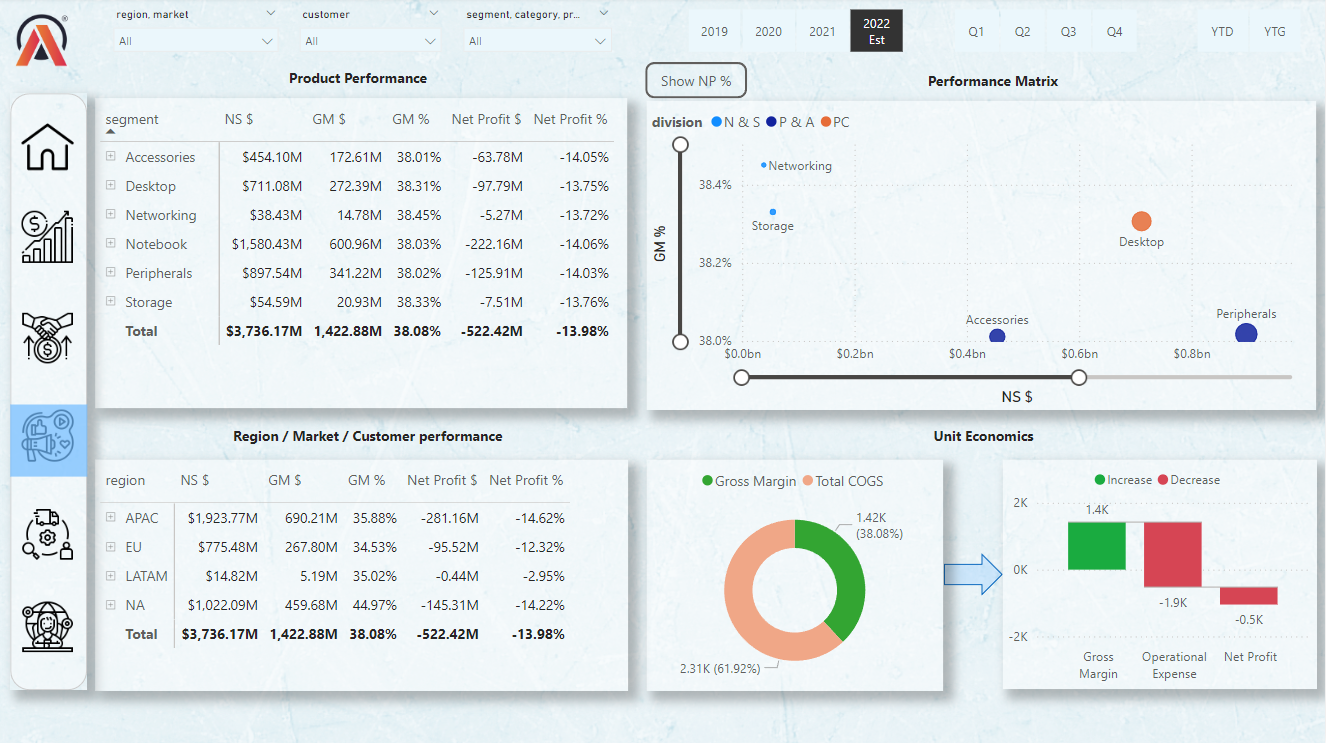 region, market
customer
segment, category, pr...
All
All
All
2019
2020
2021
2022
Est
Q1
Q2
Q3
Q4
YTD
YTG
Product Performance
segment NS $ GM $ GM % Net Profit $ Net Profit %
Accessories $454.10M 172.61M 38.01% -63.78M -14.05%
Desktop $711.08M 272.39M 38.31% -97.79M -13.75%
Networking $38.43M 14.78M 38.45% -5.27M -13.72%
Notebook $1,580.43M 600.96M 38.03% -222.16M -14.06%
Peripherals $897.54M 341.22M 38.02% -125.91M -14.03%
Storage $54.59M 20.93M 38.33% -7.51M -13.76%
Total $3,736.17M 1,422.88M 38.08% -522.42M -13.98%
Show NP %
Performance Matrix
division N & S P & A PC
GM %
38.4%
38.2%
38.0%
Networking
Storage
Desktop
Accessories
Peripherals
$0.0bn $0.2bn $0.4bn $0.6bn $0.8bn
NS $
Region / Market / Customer performance
region NS $ GM $ GM % Net Profit $ Net Profit %
APAC $1,923.77M 690.21M 35.88% -281.16M -14.62%
EU $775.48M 267.80M 34.53% -95.52M -12.32%
LATAM $14.82M 5.19M 35.02% -0.44M -2.95%
NA $1,022.09M 459.68M 44.97% -145.31M -14.22%
Total $3,736.17M 1,422.88M 38.08% -522.42M -13.98%
Unit Economics
Gross Margin Total COGS
1.42K
(38.08%)
2.31K (61.92%)
Increase Decrease
2K
0K
-2K
1.4K
-1.9K
-0.5K
Gross
Margin
Operational
Expense
Net Profit